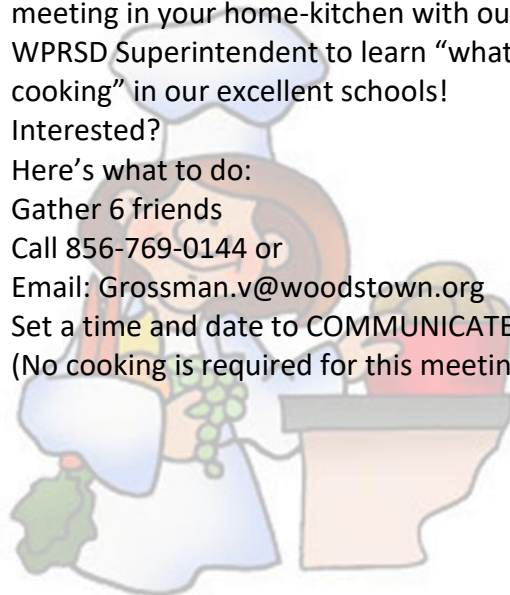 meeting in your home-kitchen with ou
WPRSD Superintendent to learn “what
cooking” in our excellent schools!
Interested?
Here’s what to do:
Gather 6 friends
Call 856-769-0144 or
Email: Grossman.v@woodstown.org
Set a time and date to COMMUNICATE
(No cooking is required for this meetin